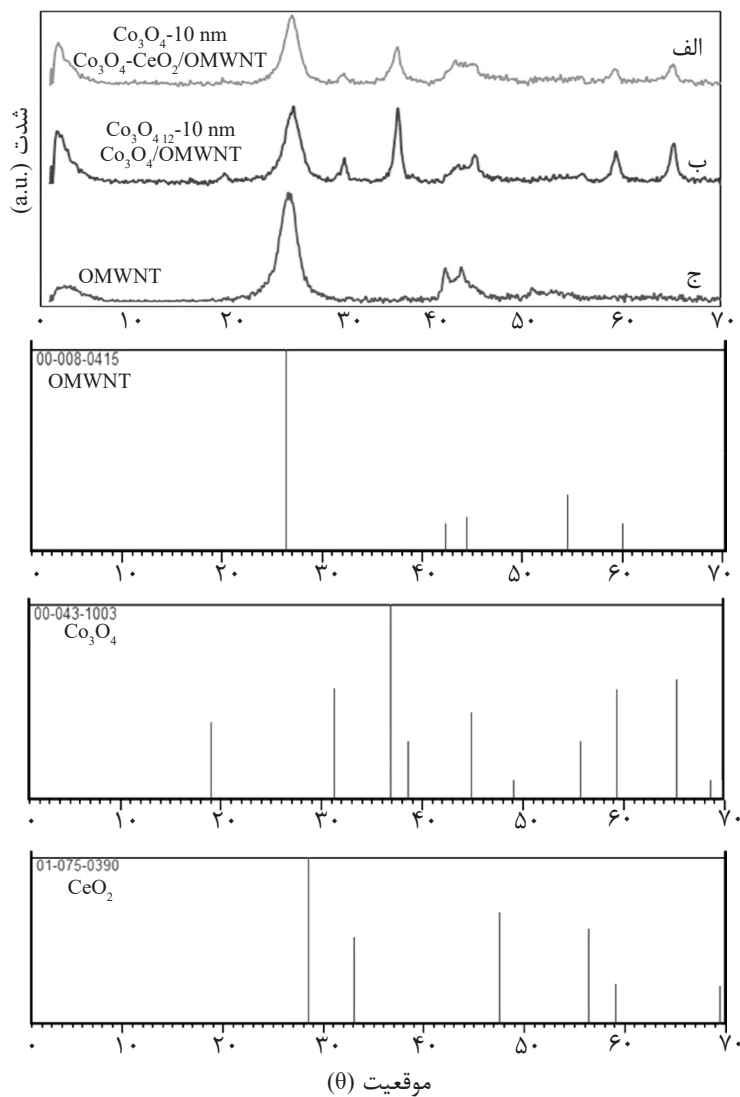 Co₃O₄-10 nm
Co₃O₄-CeO₂/OMWNT
الف
Co₃O₄ ₁₂-10 nm
Co₃O₄/OMWNT
ب
OMWNT
ج
شدت (a.u.)
۰ ۱۰ ۲۰ ۳۰ ۴۰ ۵۰ ۶۰ ۷۰
00-008-0415
OMWNT
۰ ۱۰ ۲۰ ۳۰ ۴۰ ۵۰ ۶۰ ۷۰
00-043-1003
Co₃O₄
۰ ۱۰ ۲۰ ۳۰ ۴۰ ۵۰ ۶۰ ۷۰
01-075-0390
CeO₂
۰ ۱۰ ۲۰ ۳۰ ۴۰ ۵۰ ۶۰ ۷۰
موقعیت (θ)